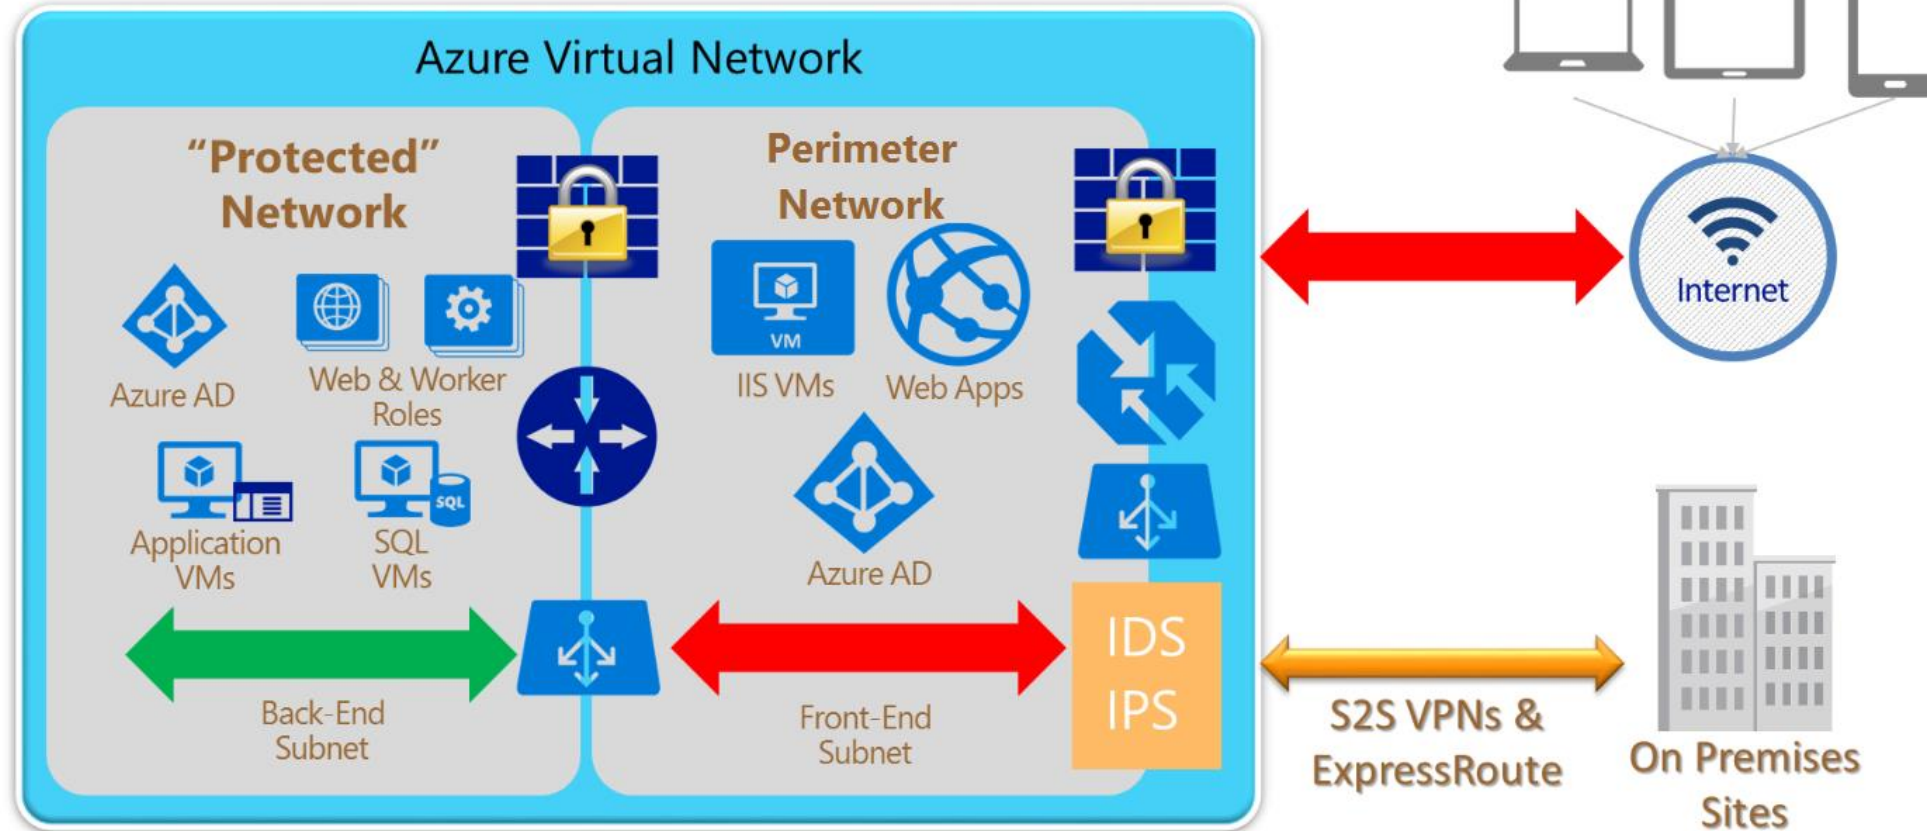 Azure Virtual Network
“Protected”
Network
Azure AD
Web & Worker
Roles
Application
VMs
SQL
SQL
VMs
Back-End
Subnet
Perimeter
Network
VM
IIS VMs
Web Apps
Azure AD
Front-End
Subnet
IDS
IPS
Internet
S2S VPNs &
ExpressRoute
On Premises
Sites